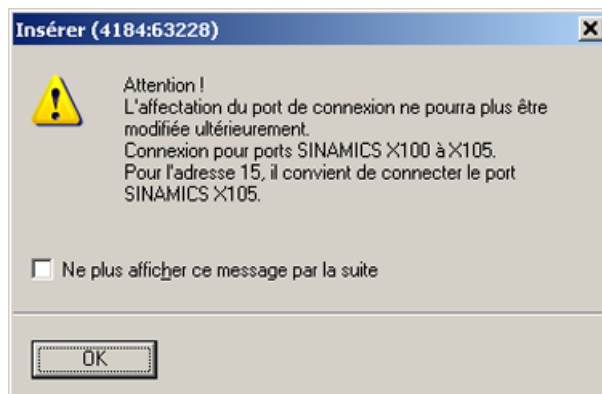 Insérer (4184:63228)
Attention !
L'affectation du port de connexion ne pourra plus être
modifiée ultérieurement.
Connexion pour ports SINAMICS X100 à X105.
Pour l'adresse 15, il convient de connecter le port
SINAMICS X105.
Ne plus afficher ce message par la suite
OK